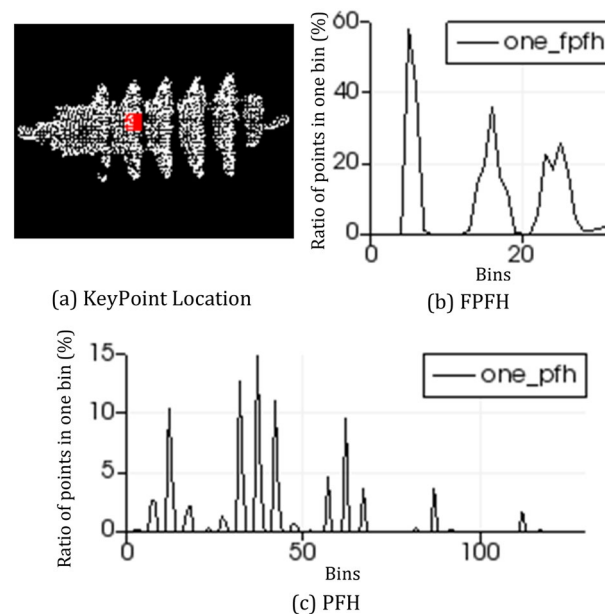 60
one_fpfh
40
20
0
0
20
Ratio of points in one bin (%)
Bins
(a) KeyPoint Location
(b) FPFH
15
one_pfh
10
5
0
0
50
100
Ratio of points in one bin (%)
Bins
(c) PFH